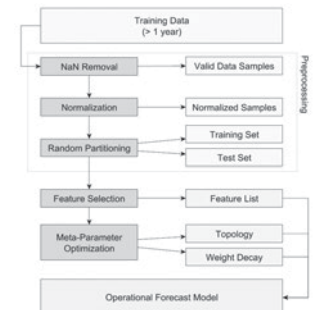 Training Data
(> 1 year)
Preprocessing
NaN Removal
Valid Data Samples
Normalization
Normalized Samples
Random Partitioning
Training Set
Test Set
Feature Selection
Feature List
Meta-Parameter
Optimization
Topology
Weight Decay
Operational Forecast Model